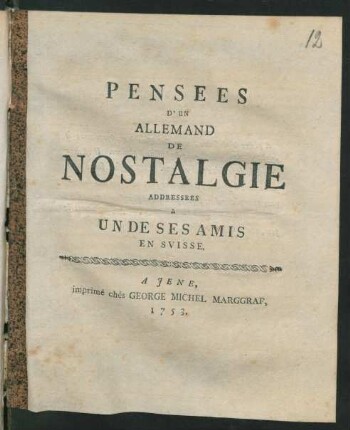 12
PENSEES
D'UN
ALLEMAND
DE
NOSTALGIE
ADDRESSEES
à
UN DE SES AMIS
EN SVISSE.
A JENE,
imprimé chés GEORGE MICHEL MARGGRAF,
1753.